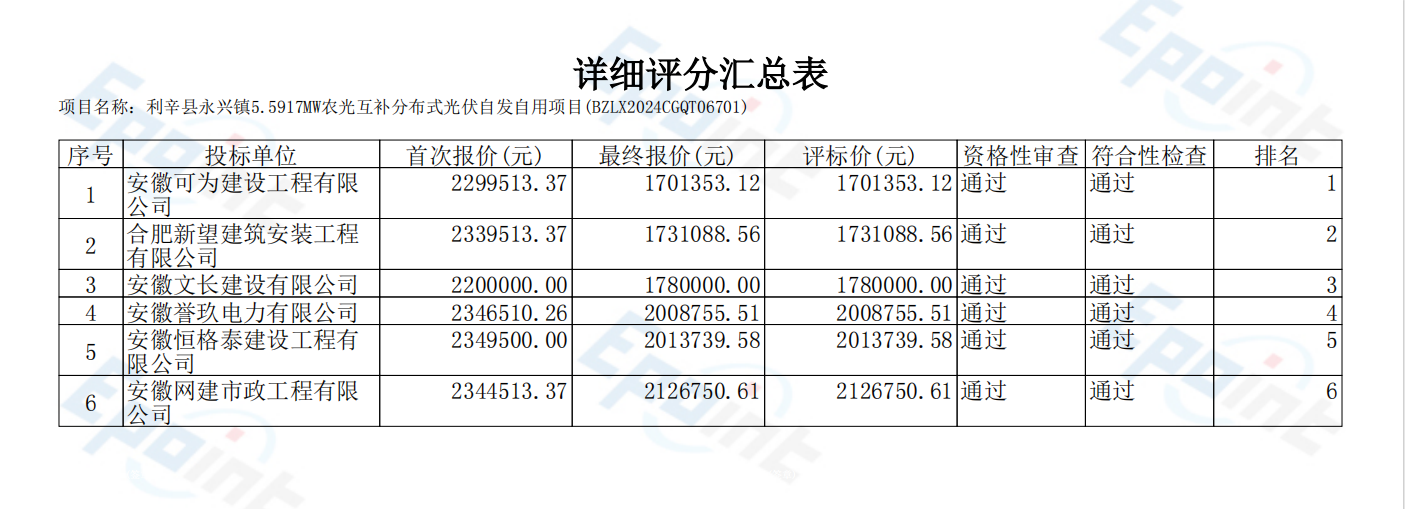 详细评分汇总表
项目名称：利辛县永兴镇5.5917MW农光互补分布式光伏自发自用项目(BZLX2024CGQT06701)
序号 投标单位 首次报价(元) 最终报价(元) 评标价(元) 资格性审查 符合性检查 排名
1 安徽可为建设工程有限公司 2299513.37 1701353.12 1701353.12 通过 通过 1
2 合肥新望建筑安装工程有限公司 2339513.37 1731088.56 1731088.56 通过 通过 2
3 安徽文长建设有限公司 2200000.00 1780000.00 1780000.00 通过 通过 3
4 安徽誉玖电力有限公司 2346510.26 2008755.51 2008755.51 通过 通过 4
5 安徽恒格泰建设工程有限公司 2349500.00 2013739.58 2013739.58 通过 通过 5
6 安徽网建市政工程有限公司 2344513.37 2126750.61 2126750.61 通过 通过 6
Epoint
Epoint
Epoint
Epoint
Epoint
Epoint